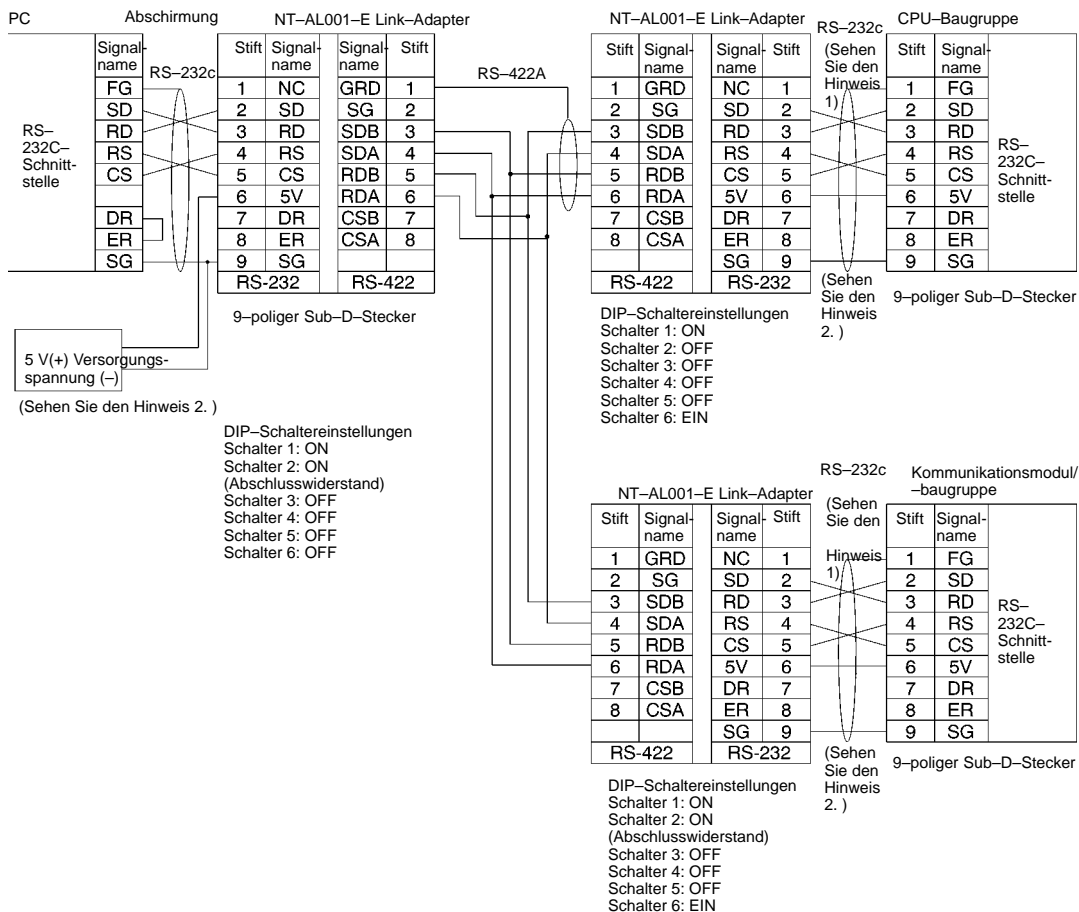 PC
Abschirmung
NT–AL001–E Link–Adapter
NT–AL001–E Link–Adapter
RS–232c
CPU–Baugruppe
Signal-
name
RS–232c
Stift
Signal-
name
Signal-
name
Stift
RS–422A
Stift
Signal-
name
Signal-
name
Stift
(Sehen
Sie den
Hinweis
1)
Stift
Signal-
name
FG 1 NC GRD 1 1 GRD NC 1 1 FG
SD 2 SD SG 2 2 SG SD 2 2 SD
RD 3 RD SDB 3 3 SDB RD 3 3 RD
RS 4 RS SDA 4 4 SDA RS 4 4 RS
CS 5 CS RDB 5 5 RDB CS 5 5 CS
6 5V RDA 6 6 RDA 5V 6 6 5V
DR 7 DR CSB 7 7 CSB DR 7 7 DR
ER 8 ER CSA 8 8 CSA ER 8 8 ER
SG 9 SG SG 9 9 SG
RS–
232C–
Schnitt-
stelle
RS–
232C–
Schnitt-
stelle
RS-232 RS-422
RS-422 RS-232
(Sehen
Sie den
Hinweis
2. )
9–poliger Sub–D–Stecker
9–poliger Sub–D–Stecker
5 V(+) Versorgungs-
spannung (–)
(Sehen Sie den Hinweis 2. )
DIP–Schaltereinstellungen
Schalter 1: ON
Schalter 2: OFF
Schalter 3: OFF
Schalter 4: OFF
Schalter 5: OFF
Schalter 6: EIN
DIP–Schaltereinstellungen
Schalter 1: ON
Schalter 2: ON
(Abschlusswiderstand)
Schalter 3: OFF
Schalter 4: OFF
Schalter 5: OFF
Schalter 6: OFF
NT–AL001–E Link–Adapter
RS–232c
Kommunikationsmodul/
–baugruppe
Stift
Signal-
name
Signal-
name
Stift
(Sehen
Sie den
Hinweis
1)
Stift
Signal-
name
1 GRD NC 1 1 FG
2 SG SD 2 2 SD
3 SDB RD 3 3 RD
4 SDA RS 4 4 RS
5 RDB CS 5 5 CS
6 RDA 5V 6 6 5V
7 CSB DR 7 7 DR
8 CSA ER 8 8 ER
SG 9 9 SG
RS–
232C–
Schnitt-
stelle
RS-422 RS-232
(Sehen
Sie den
Hinweis
2. )
9–poliger Sub–D–Stecker
DIP–Schaltereinstellungen
Schalter 1: ON
Schalter 2: ON
(Abschlusswiderstand)
Schalter 3: OFF
Schalter 4: OFF
Schalter 5: OFF
Schalter 6: EIN